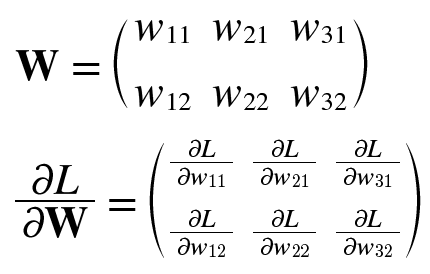 W = ( w₁₁ w₂₁ w₃₁
w₁₂ w₂₂ w₃₂ )
∂L/∂W = ( ∂L/∂w₁₁ ∂L/∂w₂₁ ∂L/∂w₃₁
∂L/∂w₁₂ ∂L/∂w₂₂ ∂L/∂w₃₂ )